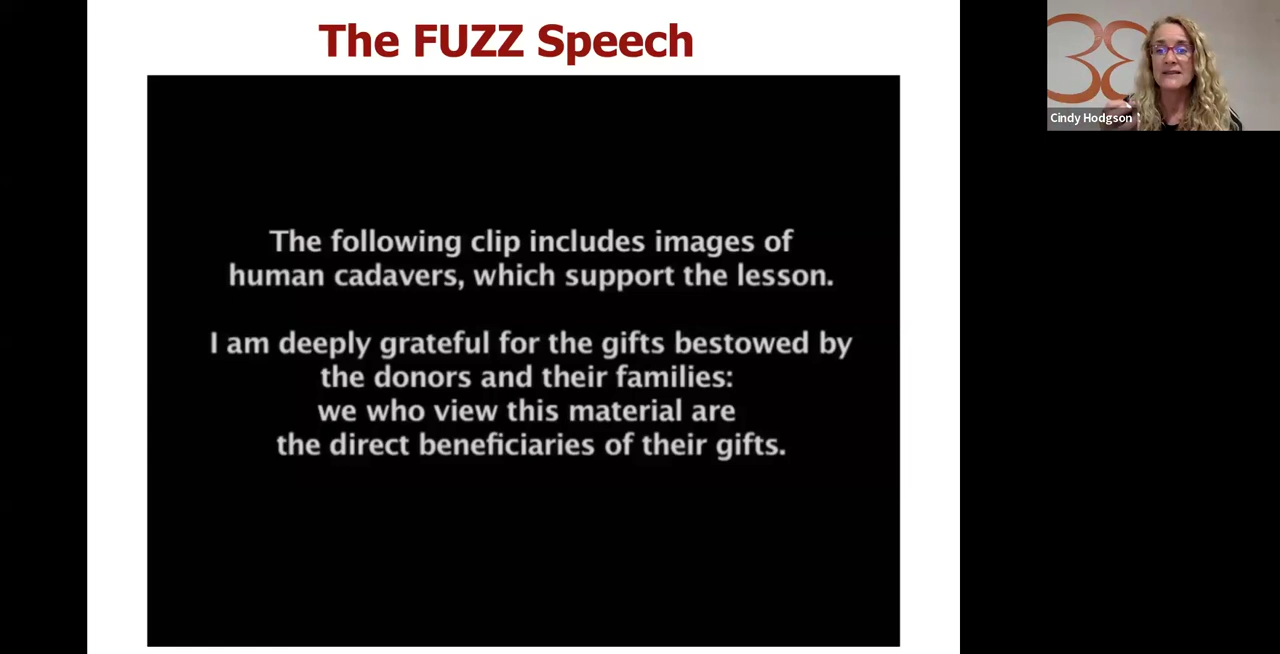 The FUZZ Speech
The following clip includes images of
human cadavers, which support the lesson.
I am deeply grateful for the gifts bestowed by
the donors and their families:
we who view this material are
the direct beneficiaries of their gifts.
Cindy Hodgson